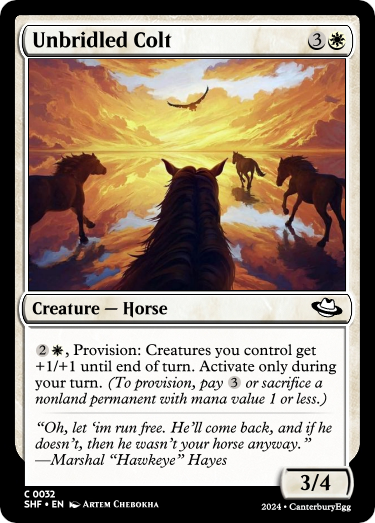 Unbridled Colt 3
Creature — Horse
2, Provision: Creatures you control get
+1/+1 until end of turn. Activate only during
your turn. (To provision, pay 3 or sacrifice a
nonland permanent with mana value 1 or less.)
“Oh, let ‘im run free. He’ll come back, and if he
doesn’t, then he wasn’t your horse anyway.”
—Marshal “Hawkeye” Hayes
3/4
C 0032
SHF • EN Artem Chebokha
2024 • CanterburyEgg